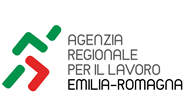 AGENZIA
REGIONALE
PER IL LAVORO
EMILIA-ROMAGNA